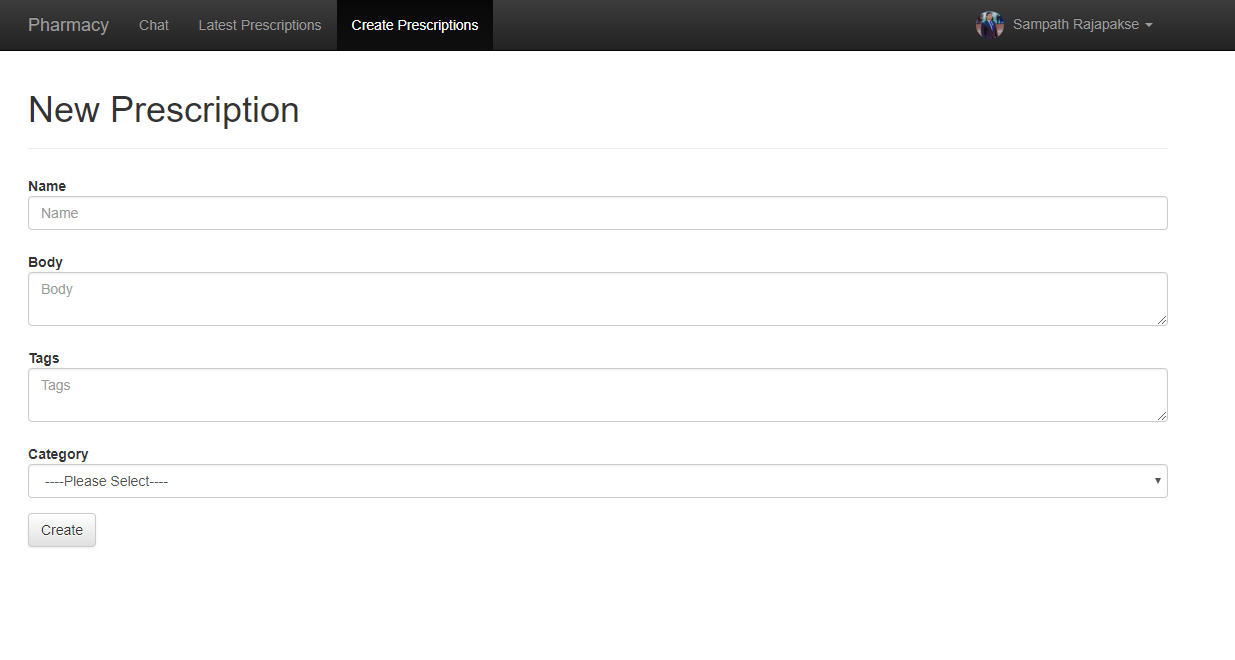 Pharmacy Chat Latest Prescriptions Create Prescriptions Sampath Rajapakse
New Prescription
Name
Name
Body
Body
Tags
Tags
Category
----Please Select----
Create